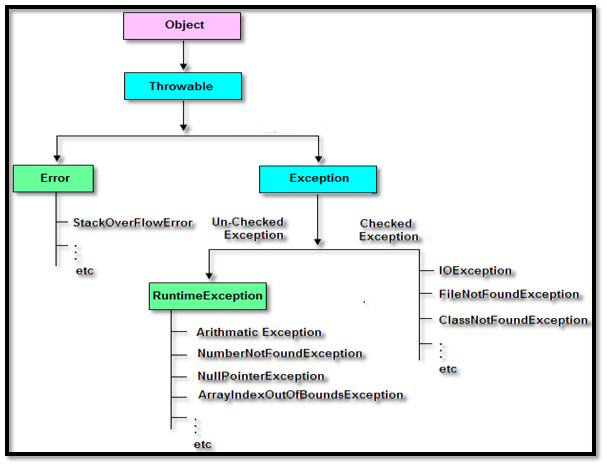 Object
Throwable
Error
Exception
StackOverFlowError
.
.
.
etc
Un-Checked
Exception
Checked
Exception
RuntimeException
Arithmatic Exception
NumberNotFoundException
NullPointerException
ArrayIndexOutOfBoundsException
.
.
.
etc
IOException
FileNotFoundException
ClassNotFoundException
.
.
.
etc